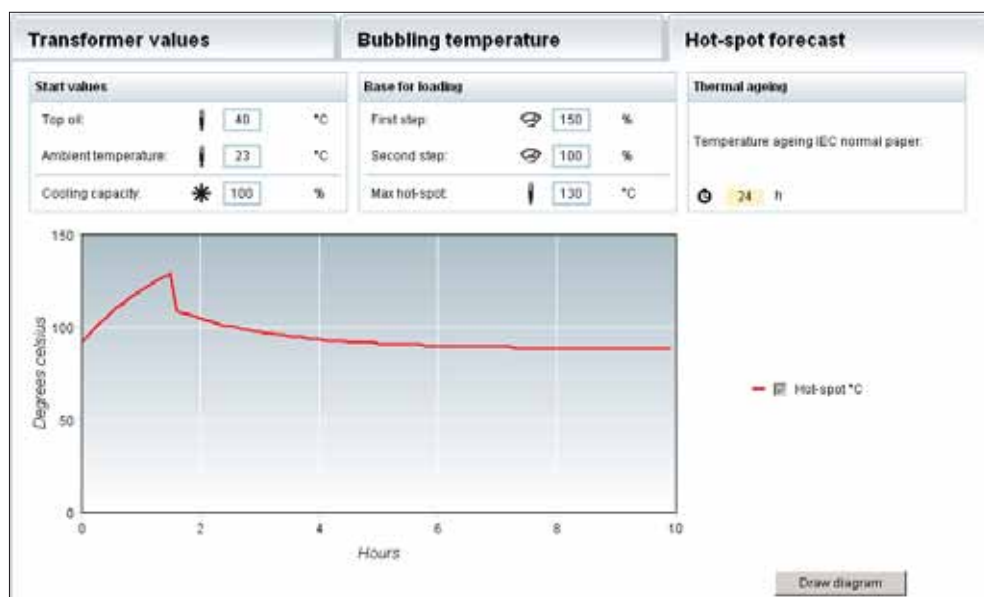 Transformer values
Bubbling temperature
Hot-spot forecast
Start values
Top oil: 40 °C
Ambient temperature: 23 °C
Cooling capacity: 100 %
Base for loading
First step: 150 %
Second step: 100 %
Max hot-spot: 130 °C
Thermal ageing
Temperature ageing IEC normal paper:
24 h
150
100
50
0
Degrees celsius
0 2 4 6 8 10
Hours
Hot-spot °C
Draw diagram